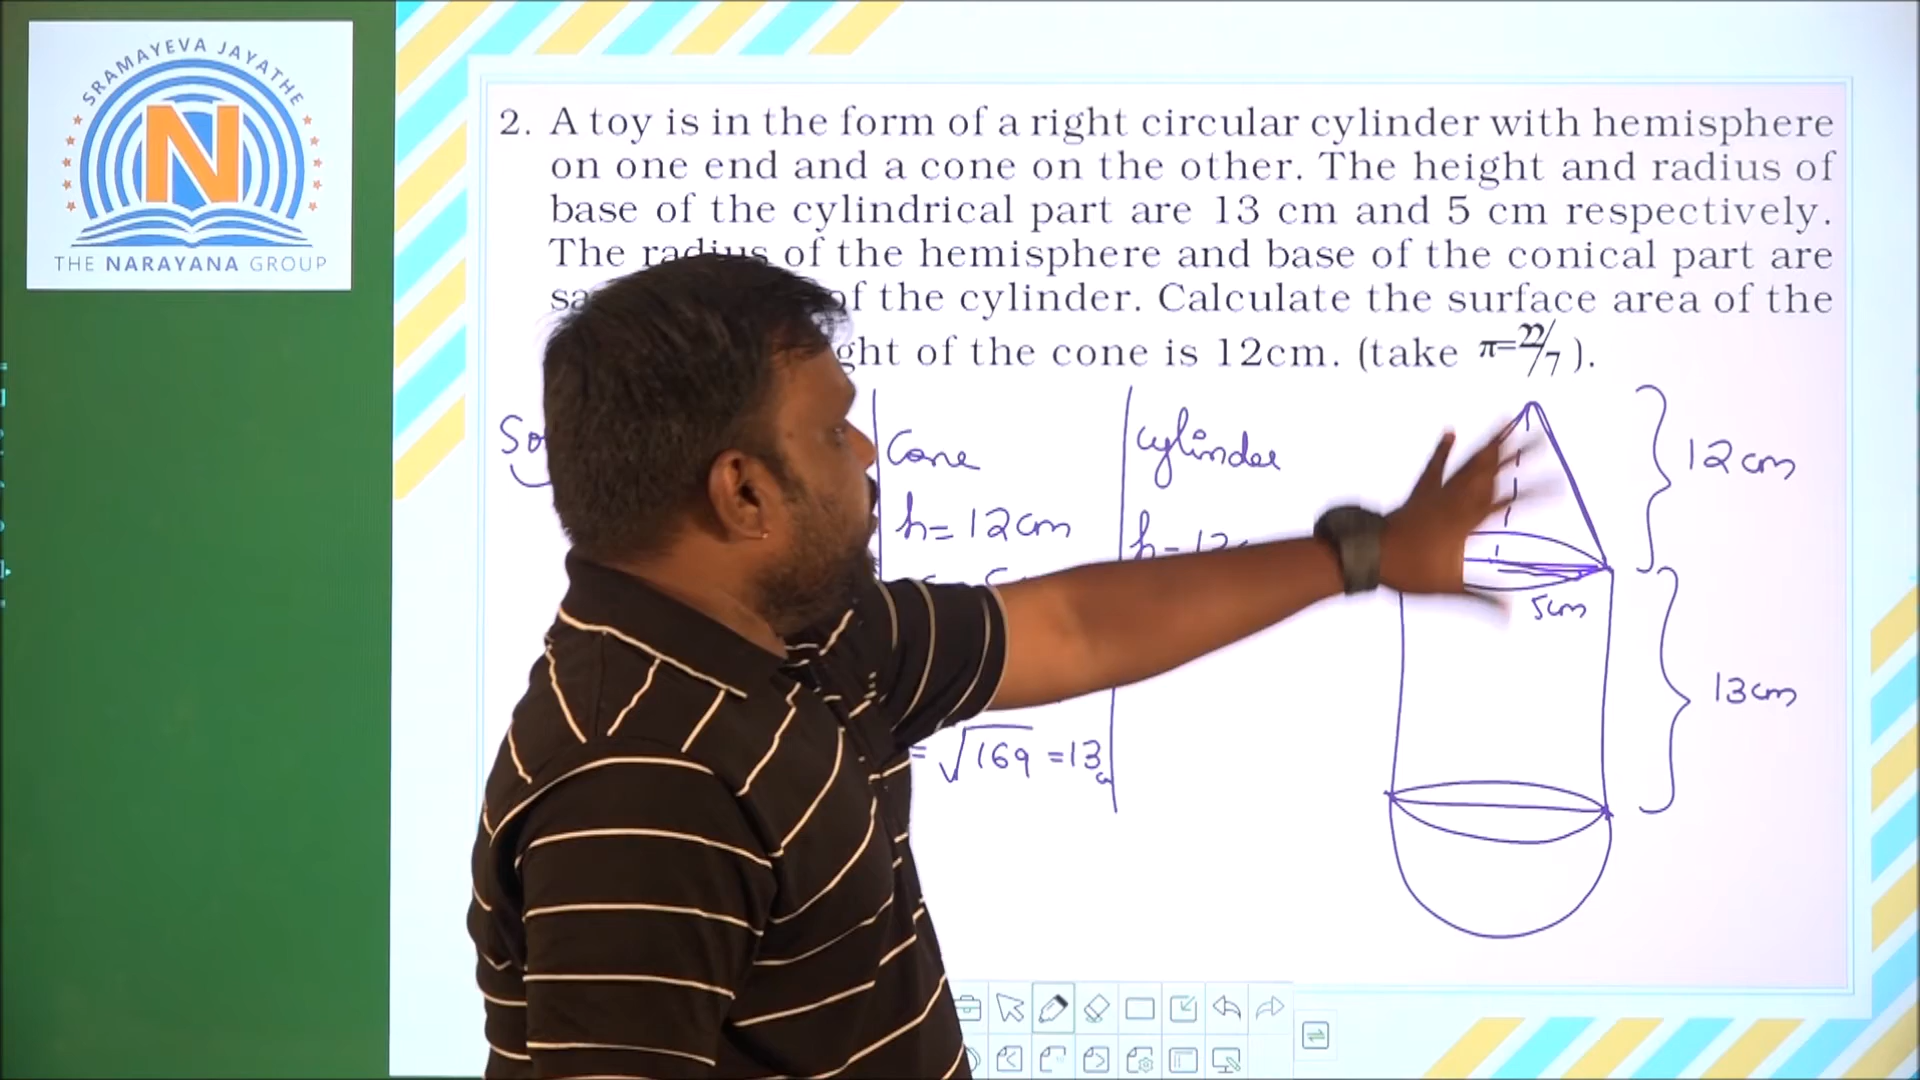 SRAMAYEVA JAYATHE
N
THE NARAYANA GROUP
2. A toy is in the form of a right circular cylinder with hemisphere
on one end and a cone on the other. The height and radius of
base of the cylindrical part are 13 cm and 5 cm respectively.
The radius of the hemisphere and base of the conical part are
of the cylinder. Calculate the surface area of the
of the cone is 12cm. (take π=22/7 ).
Cone
h= 12cm
= √169 =13
cylinder
12 cm
5cm
13cm